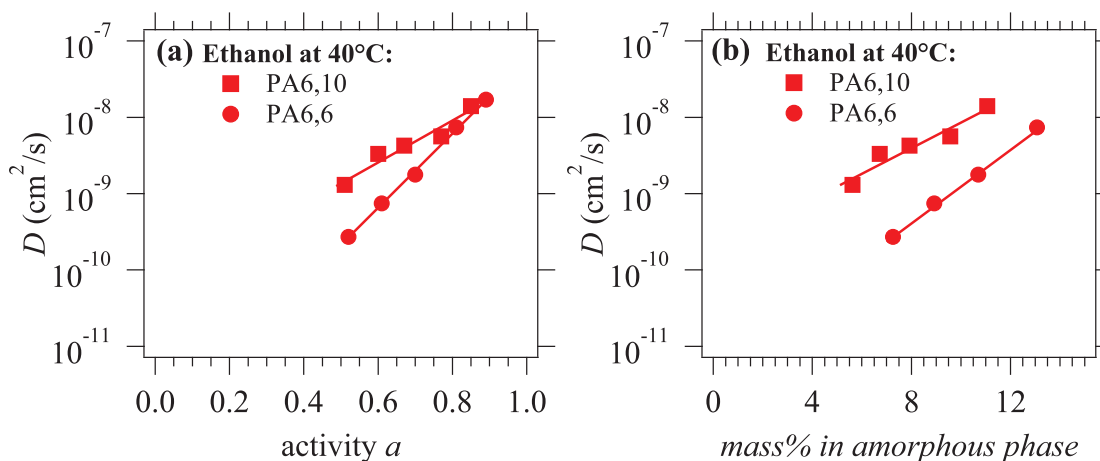 (a) Ethanol at 40°C:
PA6,10
PA6,6
10^-7
10^-8
10^-9
10^-10
10^-11
D (cm^2/s)
0.0 0.2 0.4 0.6 0.8 1.0
activity a
(b) Ethanol at 40°C:
PA6,10
PA6,6
10^-7
10^-8
10^-9
10^-10
10^-11
D (cm^2/s)
0 4 8 12
mass% in amorphous phase